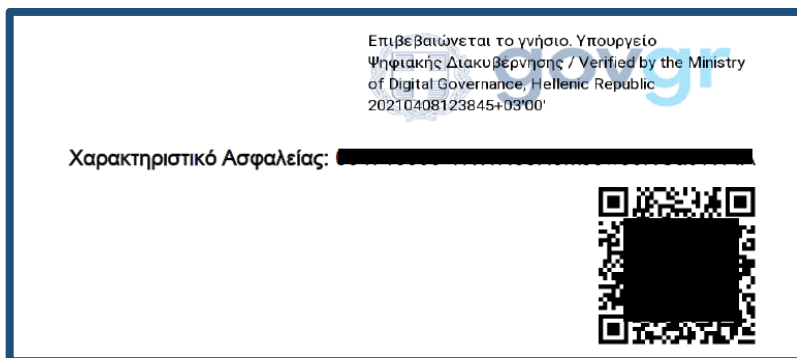 Επιβεβαιώνεται το γνήσιο. Υπουργείο
Ψηφιακής Διακυβέρνησης / Verified by the Ministry
of Digital Governance, Hellenic Republic
20210408123845+03'00'
govgr
Χαρακτηριστικό Ασφαλείας: